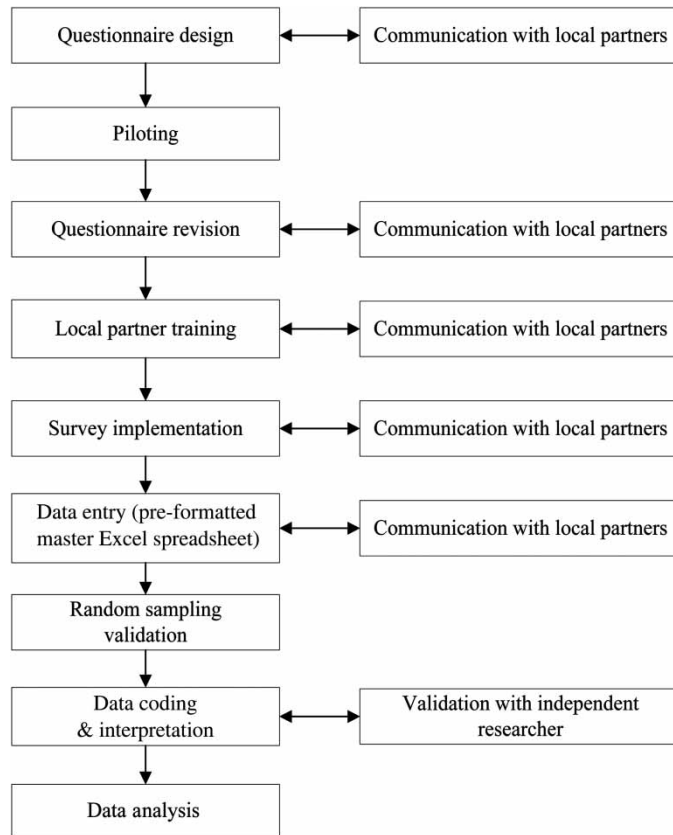 Questionnaire design
Communication with local partners
Piloting
Questionnaire revision
Communication with local partners
Local partner training
Communication with local partners
Survey implementation
Communication with local partners
Data entry (pre-formatted
master Excel spreadsheet)
Communication with local partners
Random sampling
validation
Data coding
& interpretation
Validation with independent
researcher
Data analysis